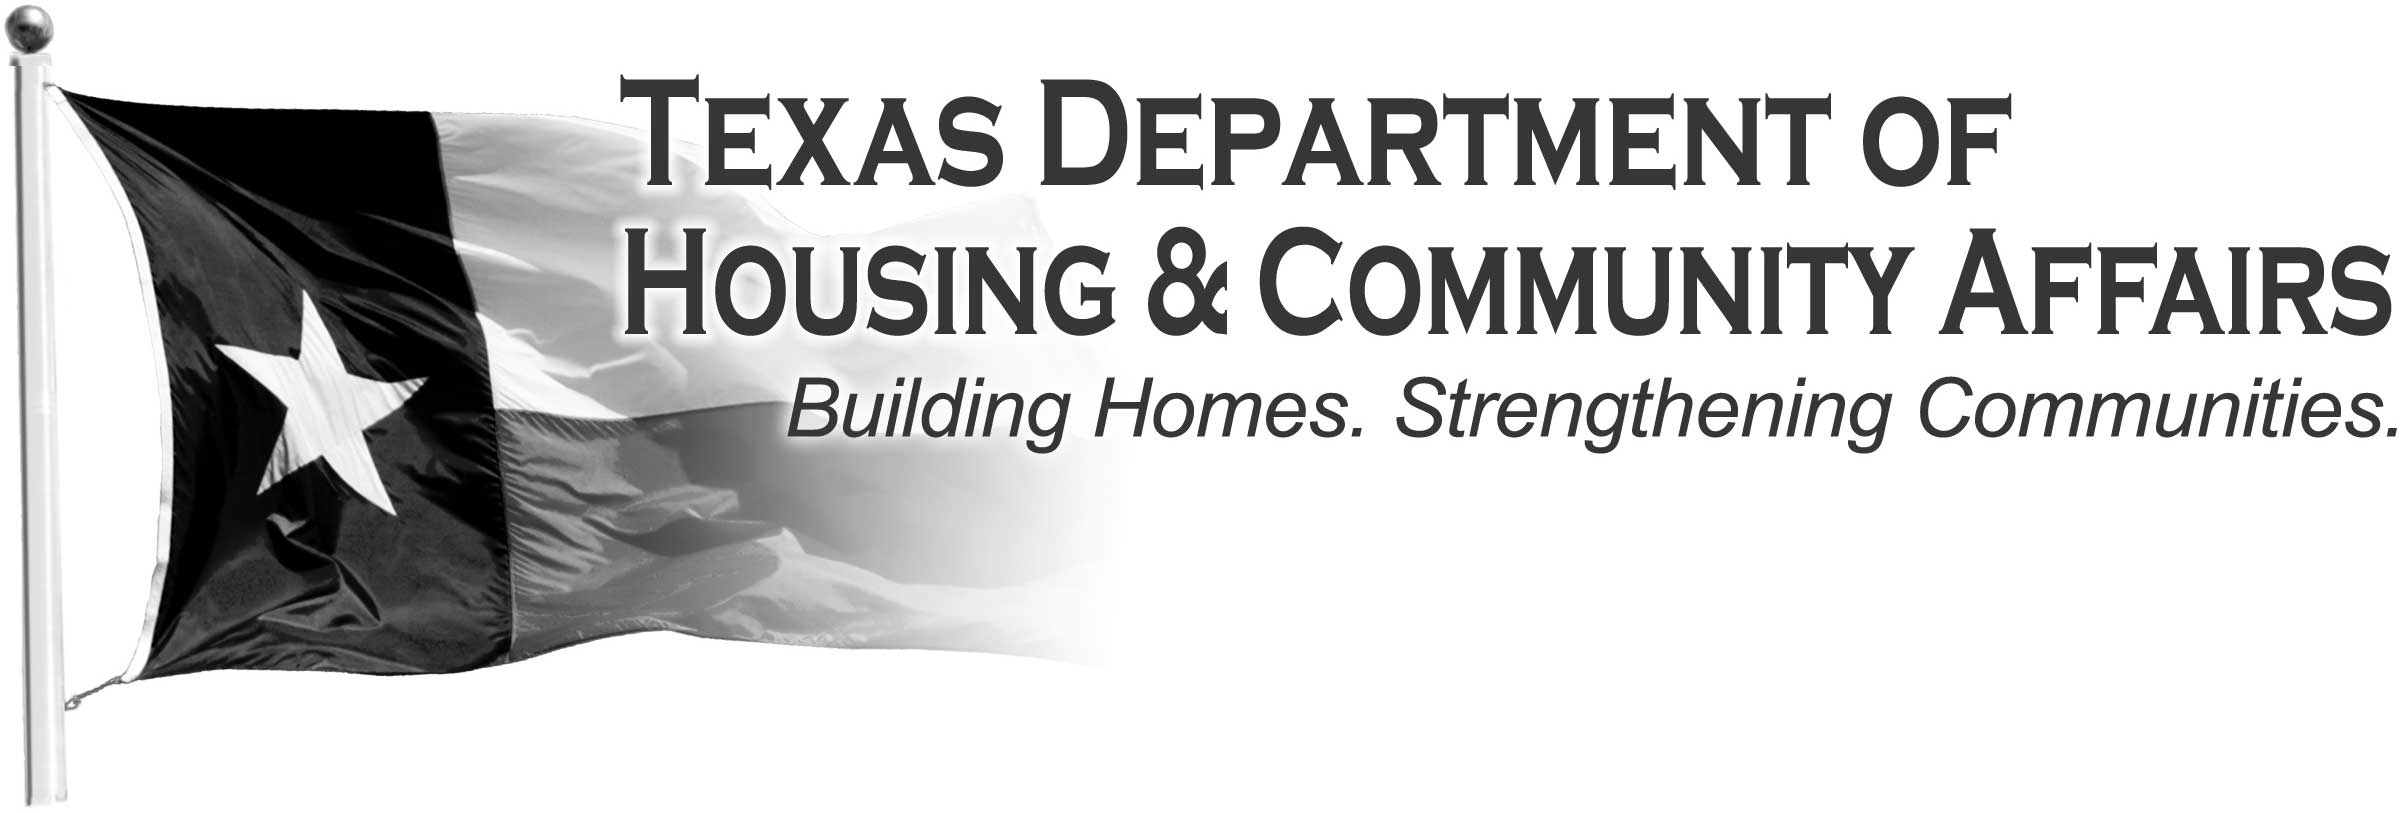 TEXAS DEPARTMENT OF
HOUSING & COMMUNITY AFFAIRS
Building Homes. Strengthening Communities.